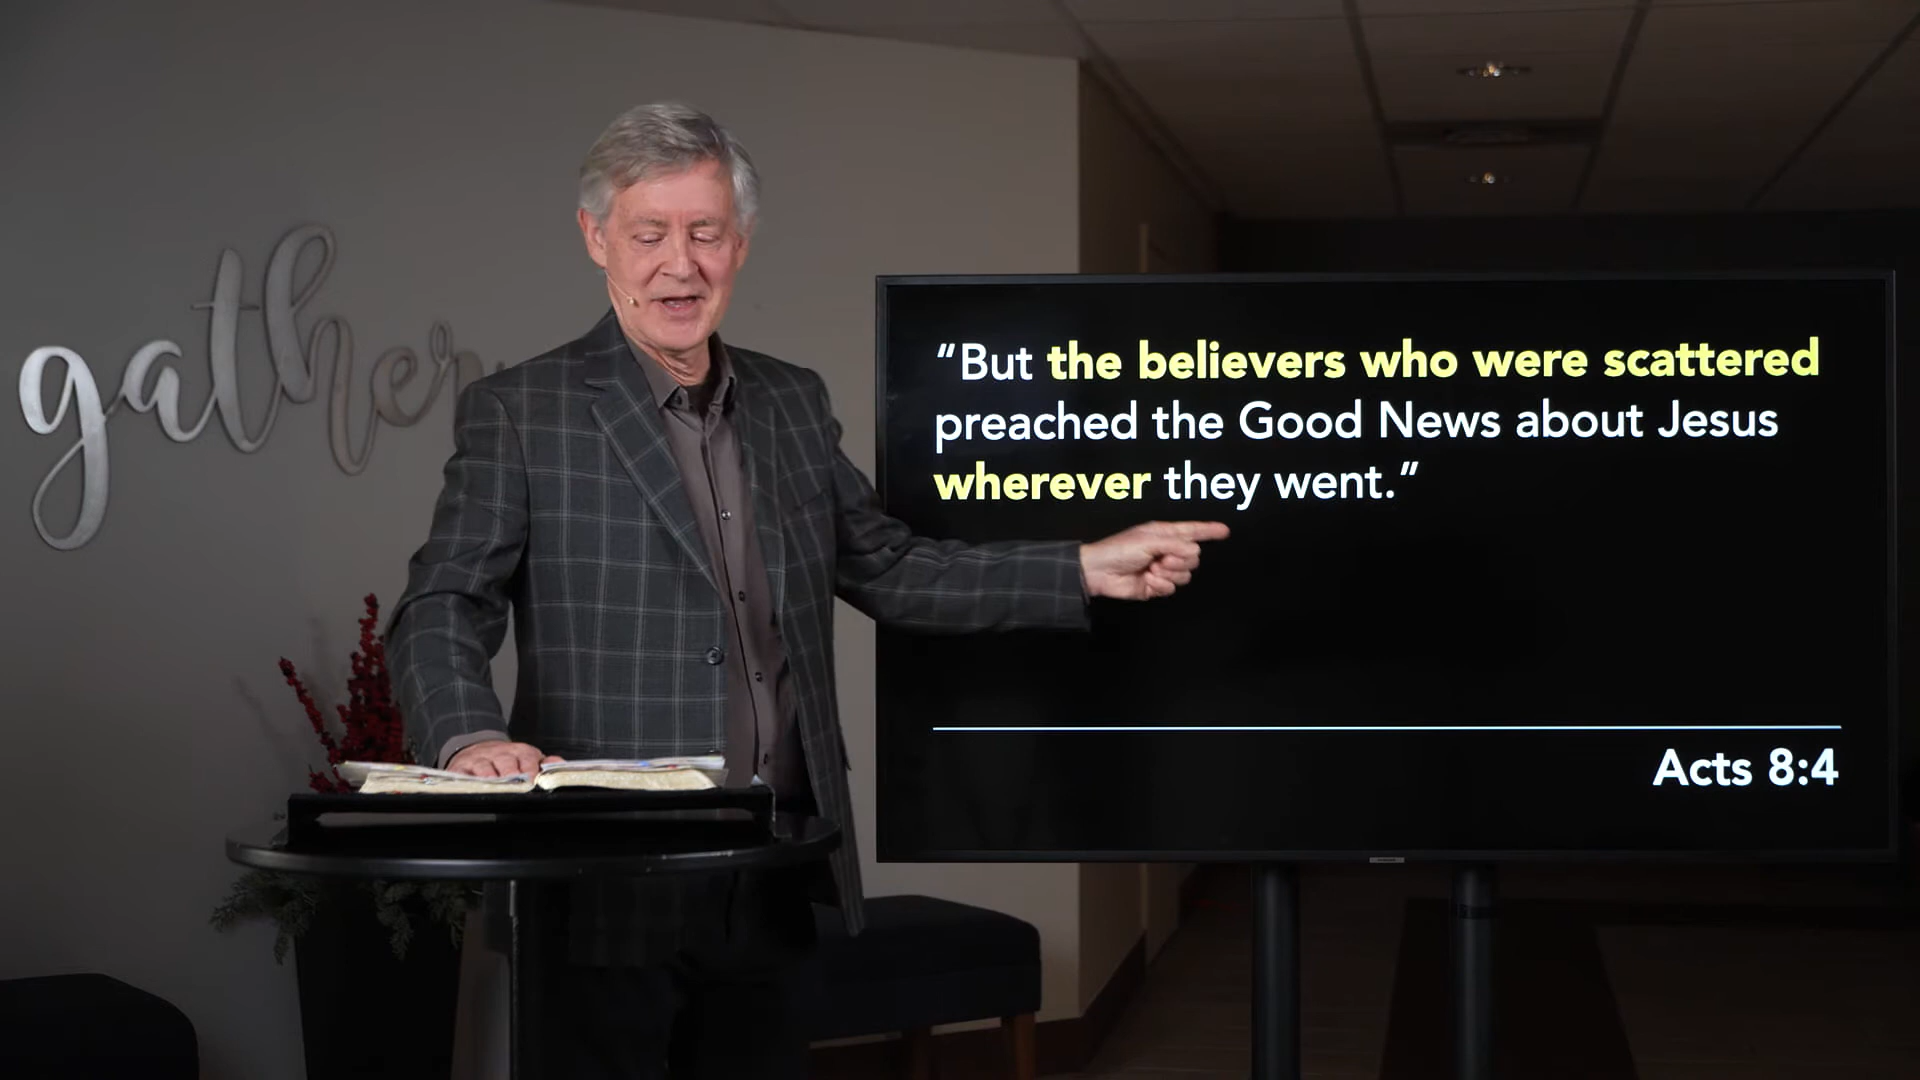 gather
“But the believers who were scattered
preached the Good News about Jesus
wherever they went.”
Acts 8:4